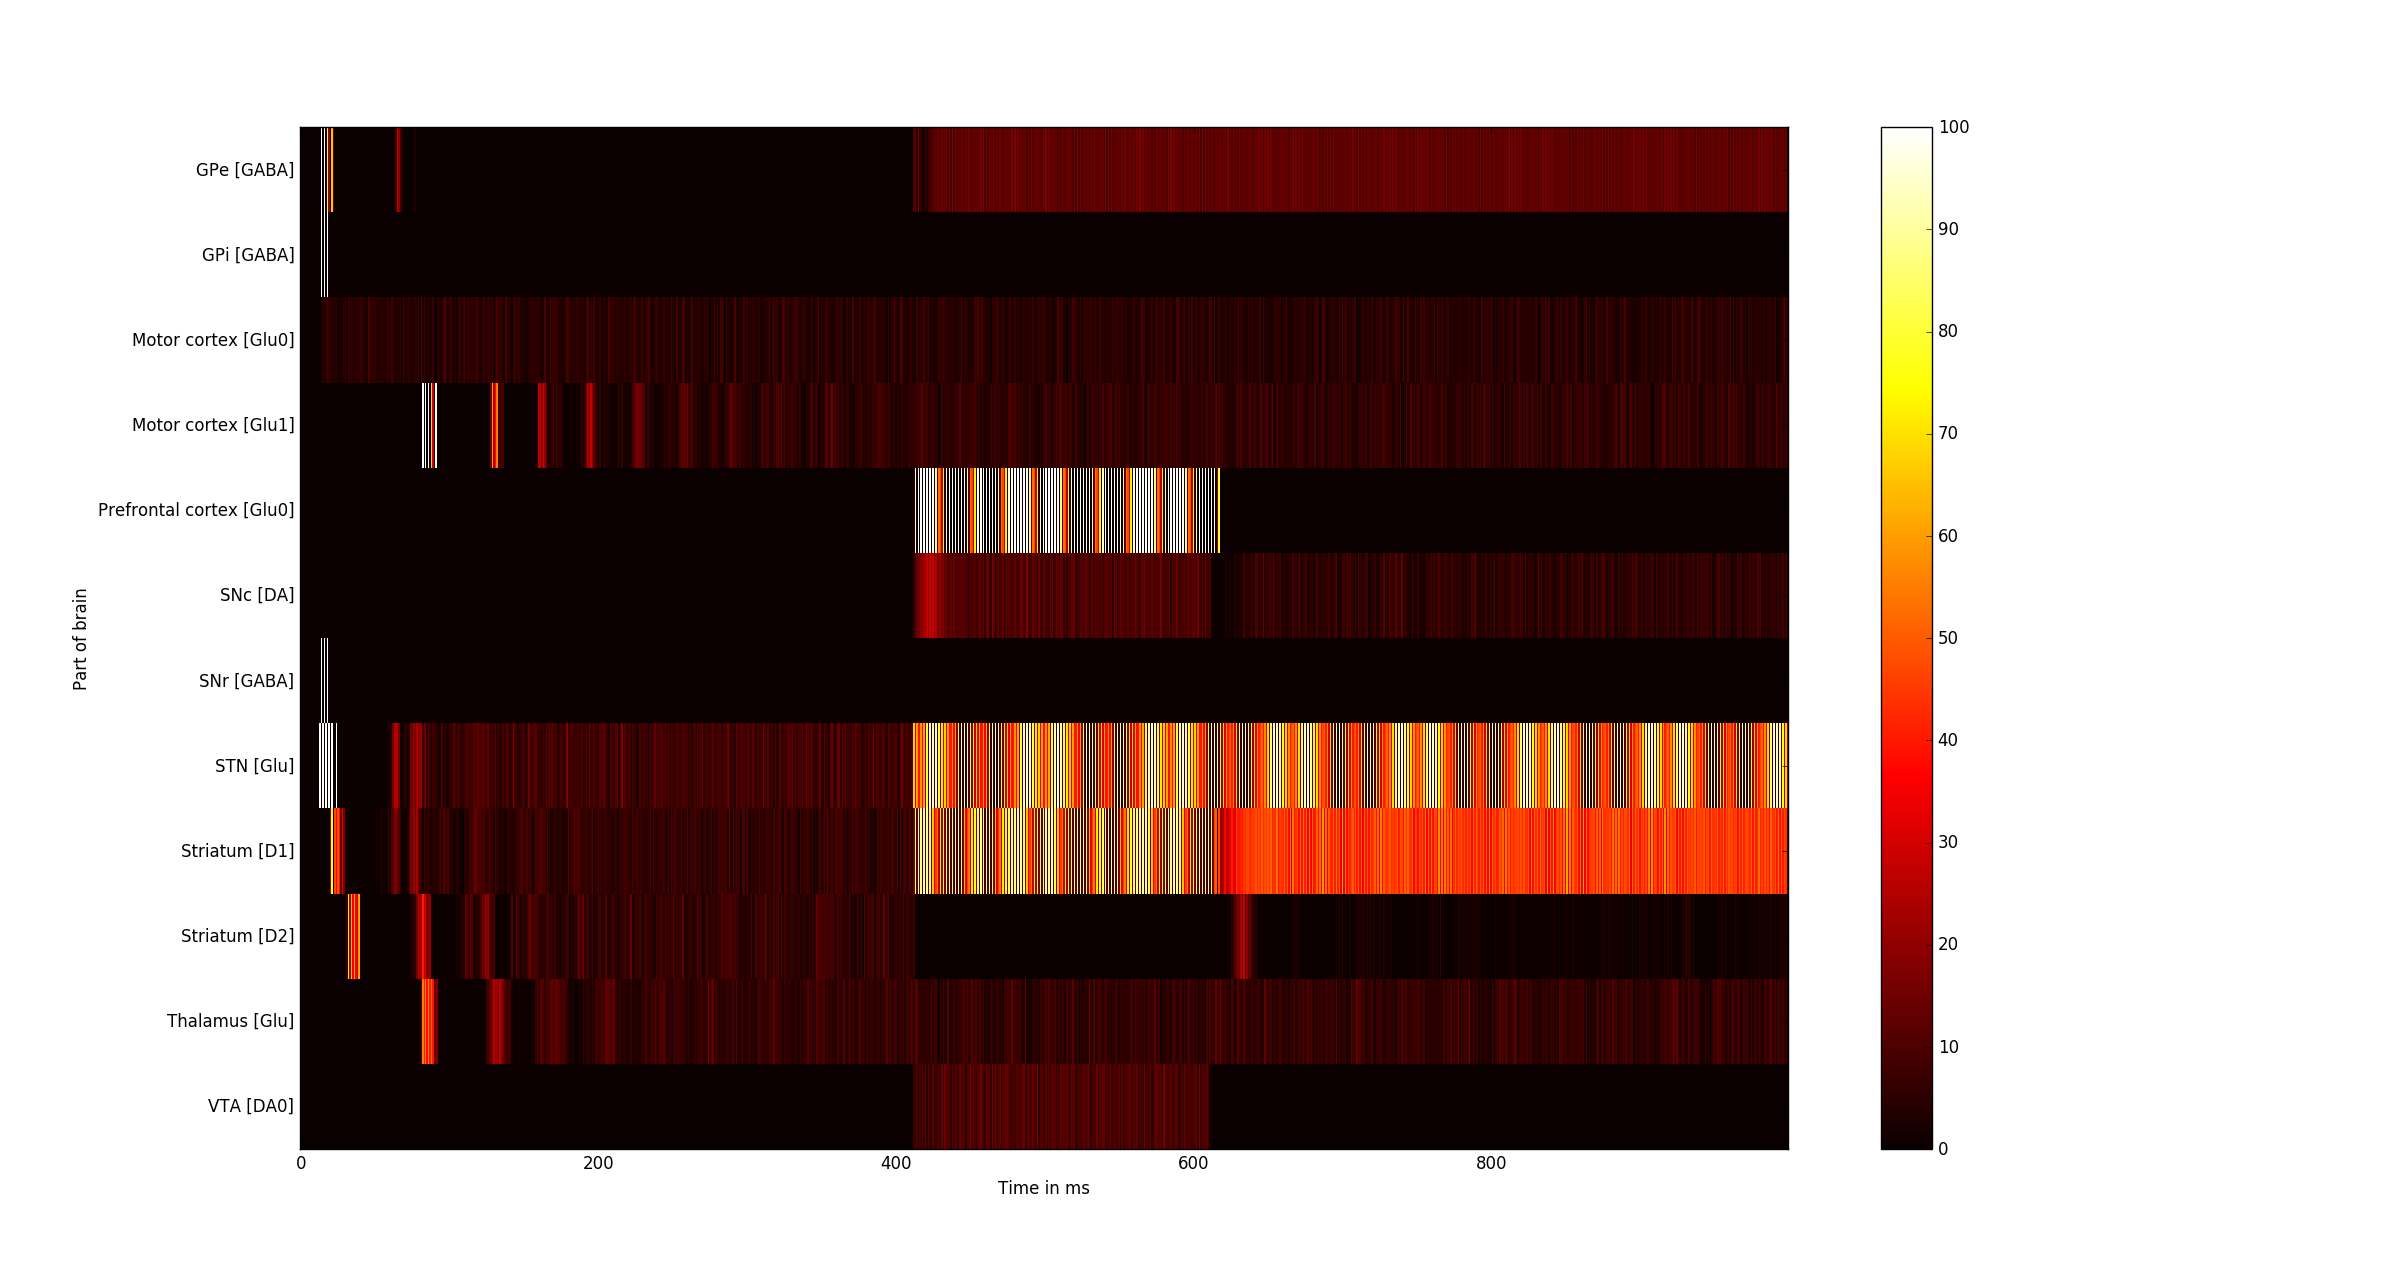 GPe [GABA]
GPi [GABA]
Motor cortex [Glu0]
Motor cortex [Glu1]
Prefrontal cortex [Glu0]
SNc [DA]
SNr [GABA]
STN [Glu]
Striatum [D1]
Striatum [D2]
Thalamus [Glu]
VTA [DA0]
Part of brain
0 200 400 600 800
Time in ms
100
90
80
70
60
50
40
30
20
10
0